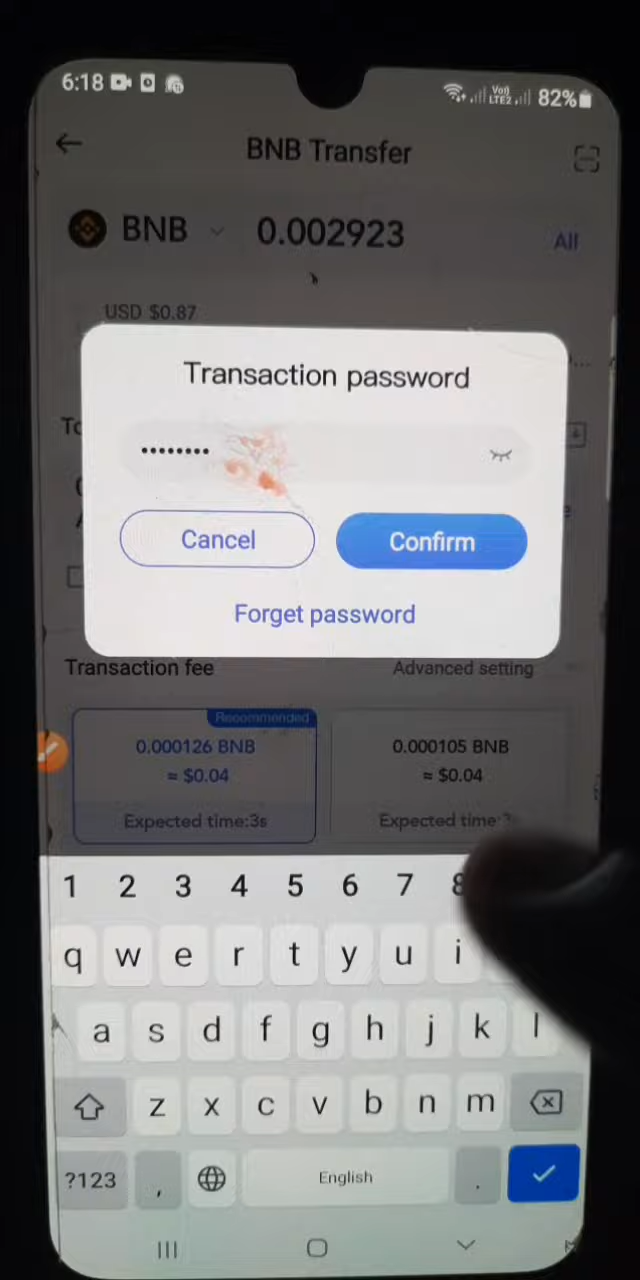 6:18 Vo) LTE2 82%
BNB Transfer
BNB 0.002923 All
USD $0.87
Transaction password
••••••••
Cancel Confirm
Forget password
Transaction fee Advanced setting
Recommended
0.000126 BNB 0.000105 BNB
≈ $0.04 ≈ $0.04
Expected time:3s Expected time:
1 2 3 4 5 6 7 8
q w e r t y u i
a s d f g h j k l
z x c v b n m
?123 , English .